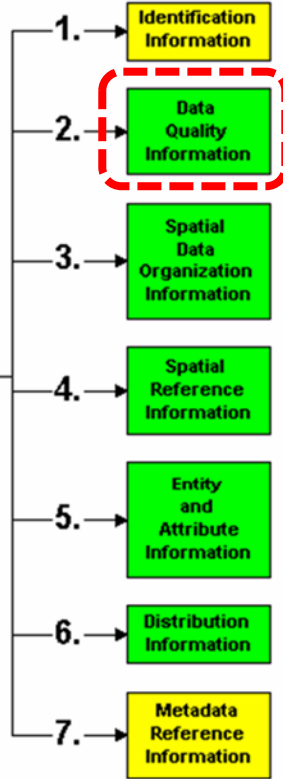 1.
Identification
Information
2.
Data
Quality
Information
3.
Spatial
Data
Organization
Information
4.
Spatial
Reference
Information
5.
Entity
and
Attribute
Information
6.
Distribution
Information
7.
Metadata
Reference
Information